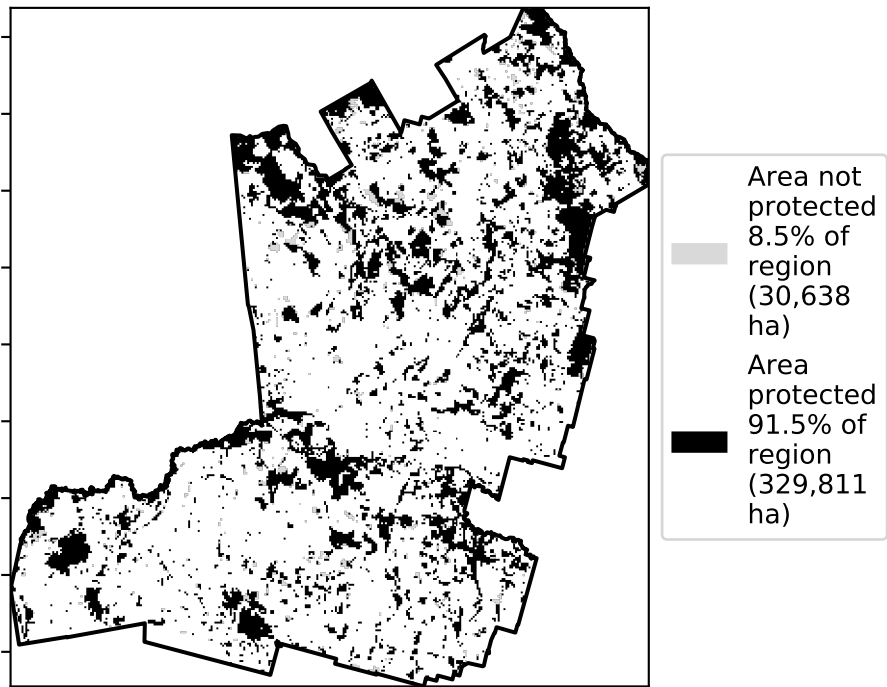 Area not
protected
8.5% of
region
(30,638
ha)
Area
protected
91.5% of
region
(329,811
ha)